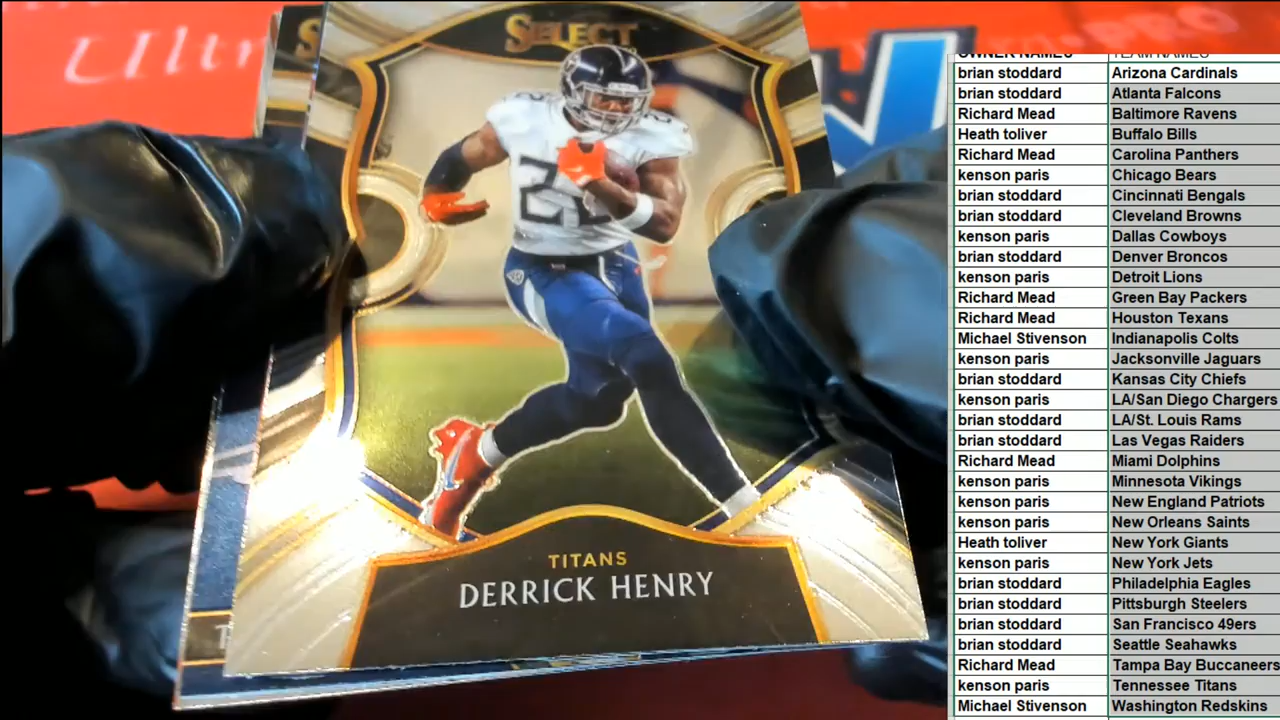 Ultr
PRO
SELECT
22
TITANS
DERRICK HENRY
OWNER NAMES TEAM NAMES
brian stoddard Arizona Cardinals
brian stoddard Atlanta Falcons
Richard Mead Baltimore Ravens
Heath toliver Buffalo Bills
Richard Mead Carolina Panthers
kenson paris Chicago Bears
brian stoddard Cincinnati Bengals
brian stoddard Cleveland Browns
kenson paris Dallas Cowboys
brian stoddard Denver Broncos
kenson paris Detroit Lions
Richard Mead Green Bay Packers
Richard Mead Houston Texans
Michael Stivenson Indianapolis Colts
kenson paris Jacksonville Jaguars
brian stoddard Kansas City Chiefs
kenson paris LA/San Diego Chargers
brian stoddard LA/St. Louis Rams
brian stoddard Las Vegas Raiders
Richard Mead Miami Dolphins
kenson paris Minnesota Vikings
kenson paris New England Patriots
kenson paris New Orleans Saints
Heath toliver New York Giants
kenson paris New York Jets
brian stoddard Philadelphia Eagles
brian stoddard Pittsburgh Steelers
brian stoddard San Francisco 49ers
brian stoddard Seattle Seahawks
Richard Mead Tampa Bay Buccaneers
kenson paris Tennessee Titans
Michael Stivenson Washington Redskins